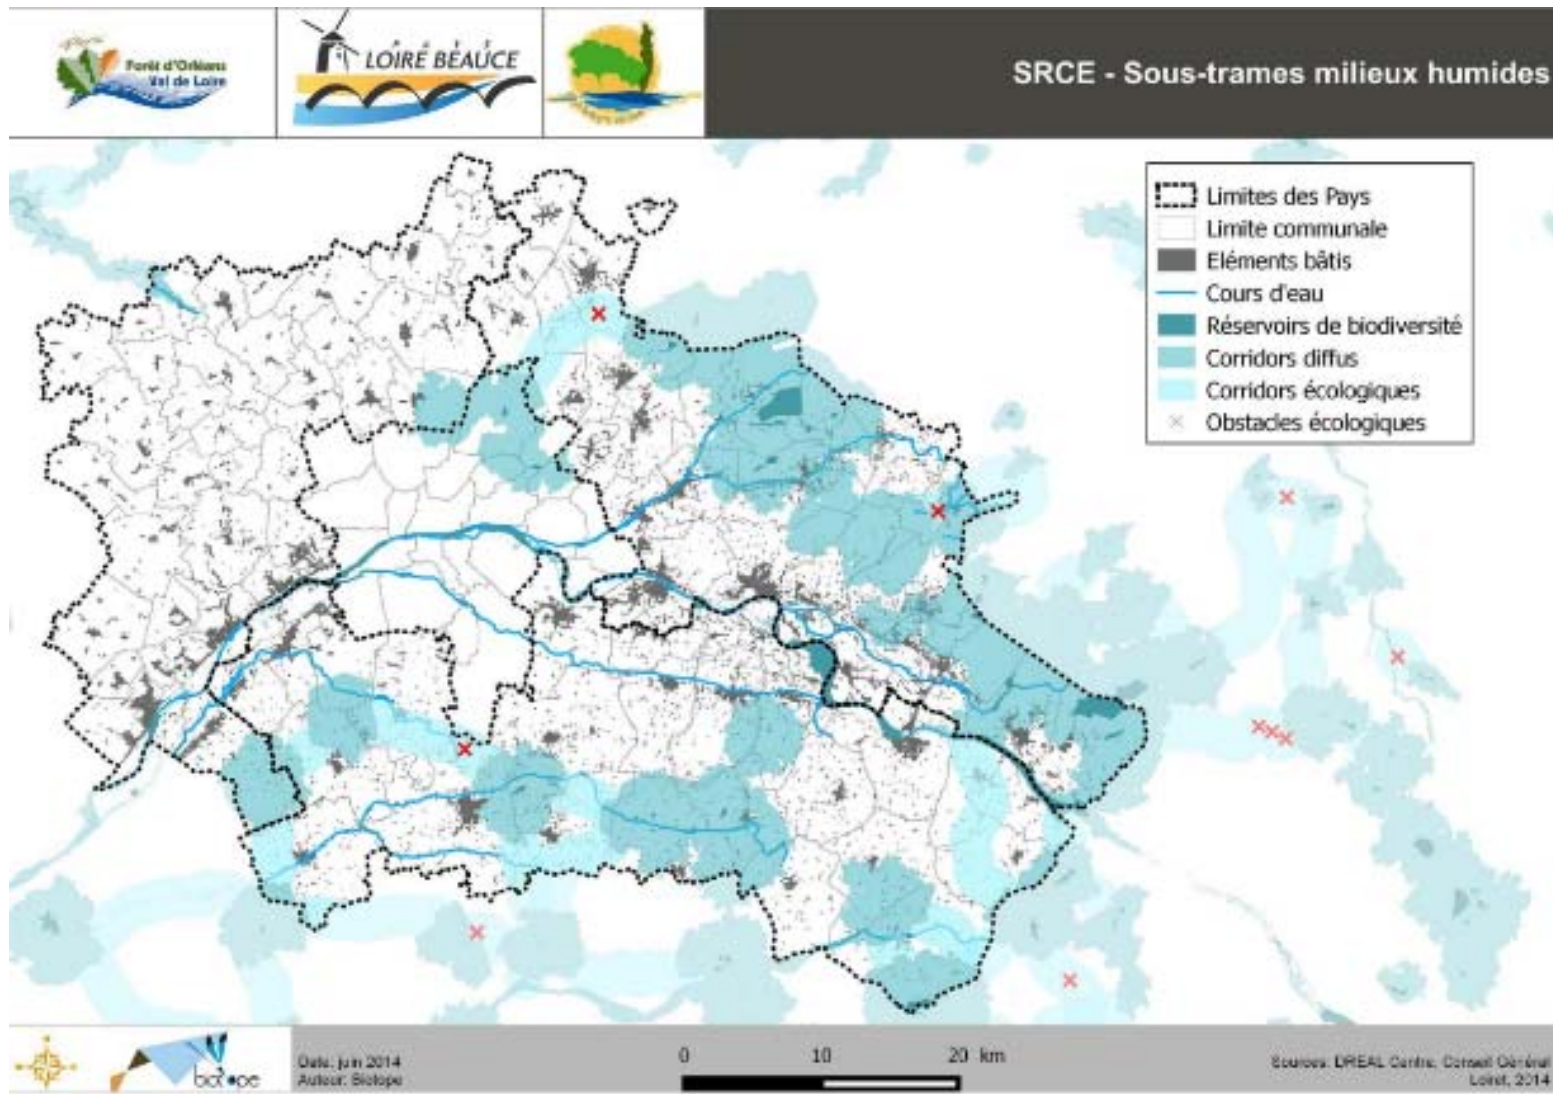 Pays
Forêt d'Orléans
Val de Loire
PAYS
LOIRE BEAUCE
SRCE - Sous-trames milieux humides
Limites des Pays
Limite communale
Eléments bâtis
Cours d'eau
Réservoirs de biodiversité
Corridors diffus
Corridors écologiques
Obstacles écologiques
biotope
Date: juin 2014
Auteur: Biotope
0 10 20 km
Sources: DREAL Centre, Conseil Général
Loiret, 2014